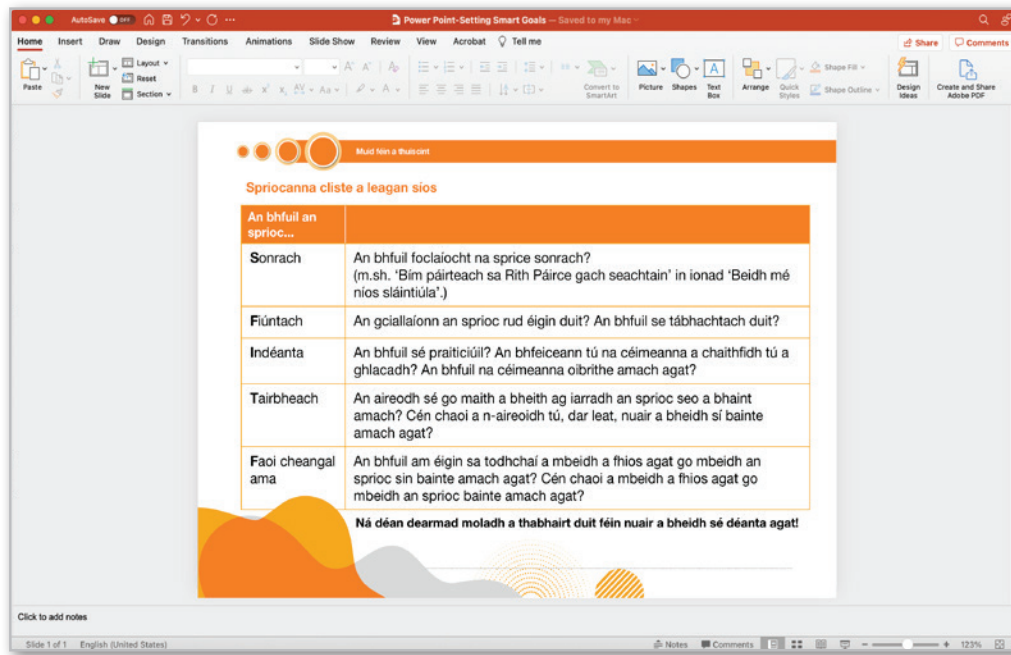 AutoSave OFF
Power Point-Setting Smart Goals — Saved to my Mac
Home Insert Draw Design Transitions Animations Slide Show Review View Acrobat Tell me
Share Comments
Paste
New Slide
Layout
Reset
Section
Convert to SmartArt
Picture
Shapes
Text Box
Arrange
Quick Styles
Shape Fill
Shape Outline
Design Ideas
Create and Share Adobe PDF
Muid féin a thuiscint
Spriocanna cliste a leagan síos
An bhfuil an
sprioc...
Sonrach
An bhfuil foclaíocht na sprice sonrach?
(m.sh. ‘Bím páirteach sa Rith Páirce gach seachtain’ in ionad ‘Beidh mé
níos sláintiúla’.)
Fiúntach
An gciallaíonn an sprioc rud éigin duit? An bhfuil se tábhachtach duit?
Indéanta
An bhfuil sé praiticiúil? An bhfeiceann tú na céimeanna a chaithfidh tú a
ghlacadh? An bhfuil na céimeanna oibrithe amach agat?
Tairbheach
An aireodh sé go maith a bheith ag iarradh an sprioc seo a bhaint
amach? Cén chaoi a n-aireoidh tú, dar leat, nuair a bheidh sí bainte
amach agat?
Faoi cheangal
ama
An bhfuil am éigin sa todhchaí a mbeidh a fhios agat go mbeidh an
sprioc sin bainte amach agat? Cén chaoi a mbeidh a fhios agat go
mbeidh an sprioc bainte amach agat?
Ná déan dearmad moladh a thabhairt duit féin nuair a bheidh sé déanta agat!
Click to add notes
Slide 1 of 1 English (United States)
Notes Comments 123%